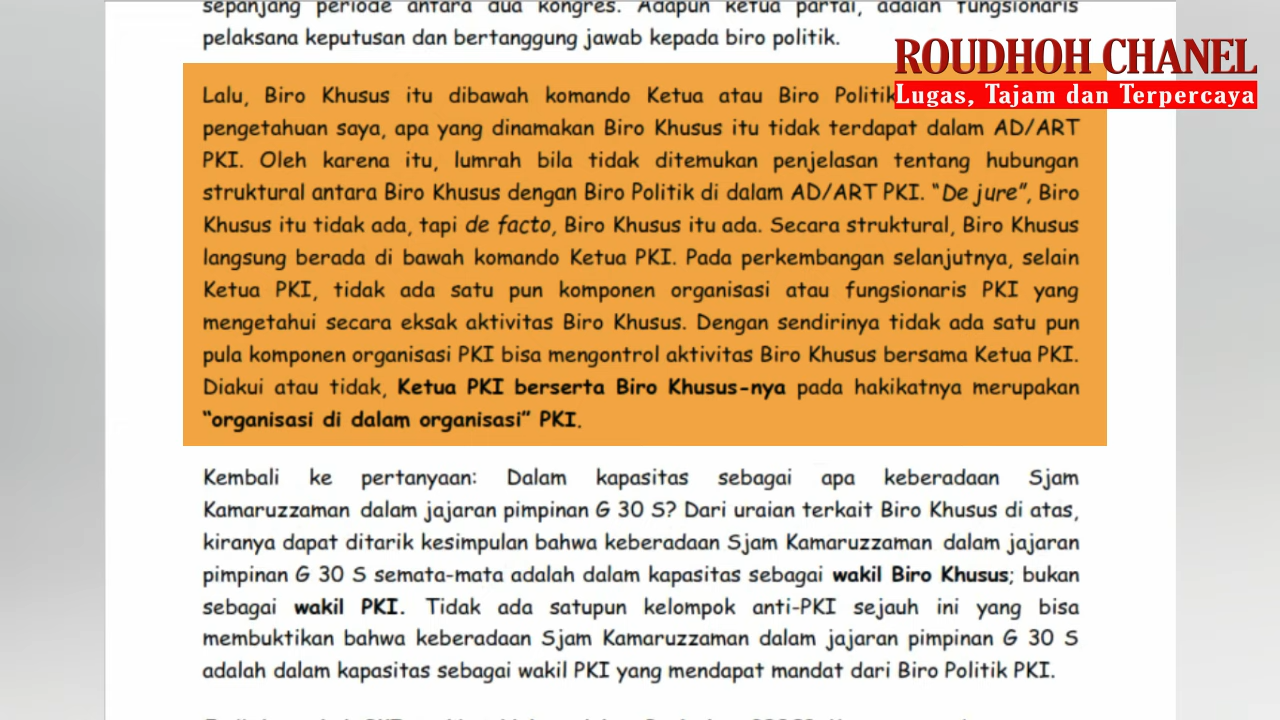 sepanjang periode antara dua kongres. Adapun ketua partai, adalah fungsionaris
pelaksana keputusan dan bertanggung jawab kepada biro politik.
ROUDHOH CHANEL
Lugas, Tajam dan Terpercaya
Lalu, Biro Khusus itu dibawah komando Ketua atau Biro Politik
pengetahuan saya, apa yang dinamakan Biro Khusus itu tidak terdapat dalam AD/ART
PKI. Oleh karena itu, lumrah bila tidak ditemukan penjelasan tentang hubungan
struktural antara Biro Khusus dengan Biro Politik di dalam AD/ART PKI. “De jure”, Biro
Khusus itu tidak ada, tapi de facto, Biro Khusus itu ada. Secara struktural, Biro Khusus
langsung berada di bawah komando Ketua PKI. Pada perkembangan selanjutnya, selain
Ketua PKI, tidak ada satu pun komponen organisasi atau fungsionaris PKI yang
mengetahui secara eksak aktivitas Biro Khusus. Dengan sendirinya tidak ada satu pun
pula komponen organisasi PKI bisa mengontrol aktivitas Biro Khusus bersama Ketua PKI.
Diakui atau tidak, Ketua PKI berserta Biro Khusus-nya pada hakikatnya merupakan
“organisasi di dalam organisasi” PKI.
Kembali ke pertanyaan: Dalam kapasitas sebagai apa keberadaan Sjam
Kamaruzzaman dalam jajaran pimpinan G 30 S? Dari uraian terkait Biro Khusus di atas,
kiranya dapat ditarik kesimpulan bahwa keberadaan Sjam Kamaruzzaman dalam jajaran
pimpinan G 30 S semata-mata adalah dalam kapasitas sebagai wakil Biro Khusus; bukan
sebagai wakil PKI. Tidak ada satupun kelompok anti-PKI sejauh ini yang bisa
membuktikan bahwa keberadaan Sjam Kamaruzzaman dalam jajaran pimpinan G 30 S
adalah dalam kapasitas sebagai wakil PKI yang mendapat mandat dari Biro Politik PKI.